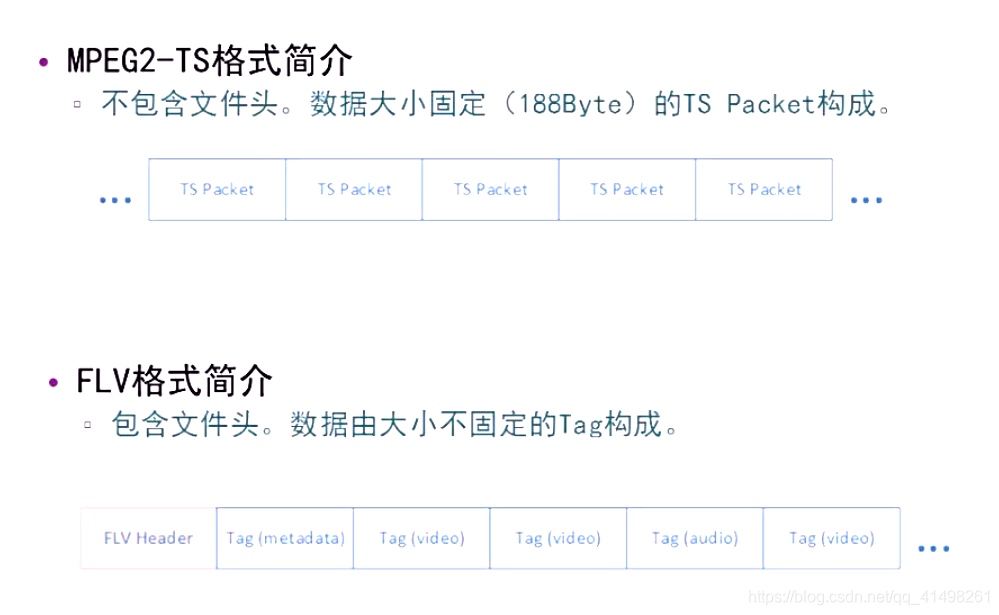 • MPEG2-TS格式简介
▫ 不包含文件头。数据大小固定（188Byte）的TS Packet构成。
... TS Packet TS Packet TS Packet TS Packet TS Packet ...
• FLV格式简介
▫ 包含文件头。数据由大小不固定的Tag构成。
FLV Header Tag (metadata) Tag (video) Tag (video) Tag (audio) Tag (video) ...
https://blog.csdn.net/qq_41498261